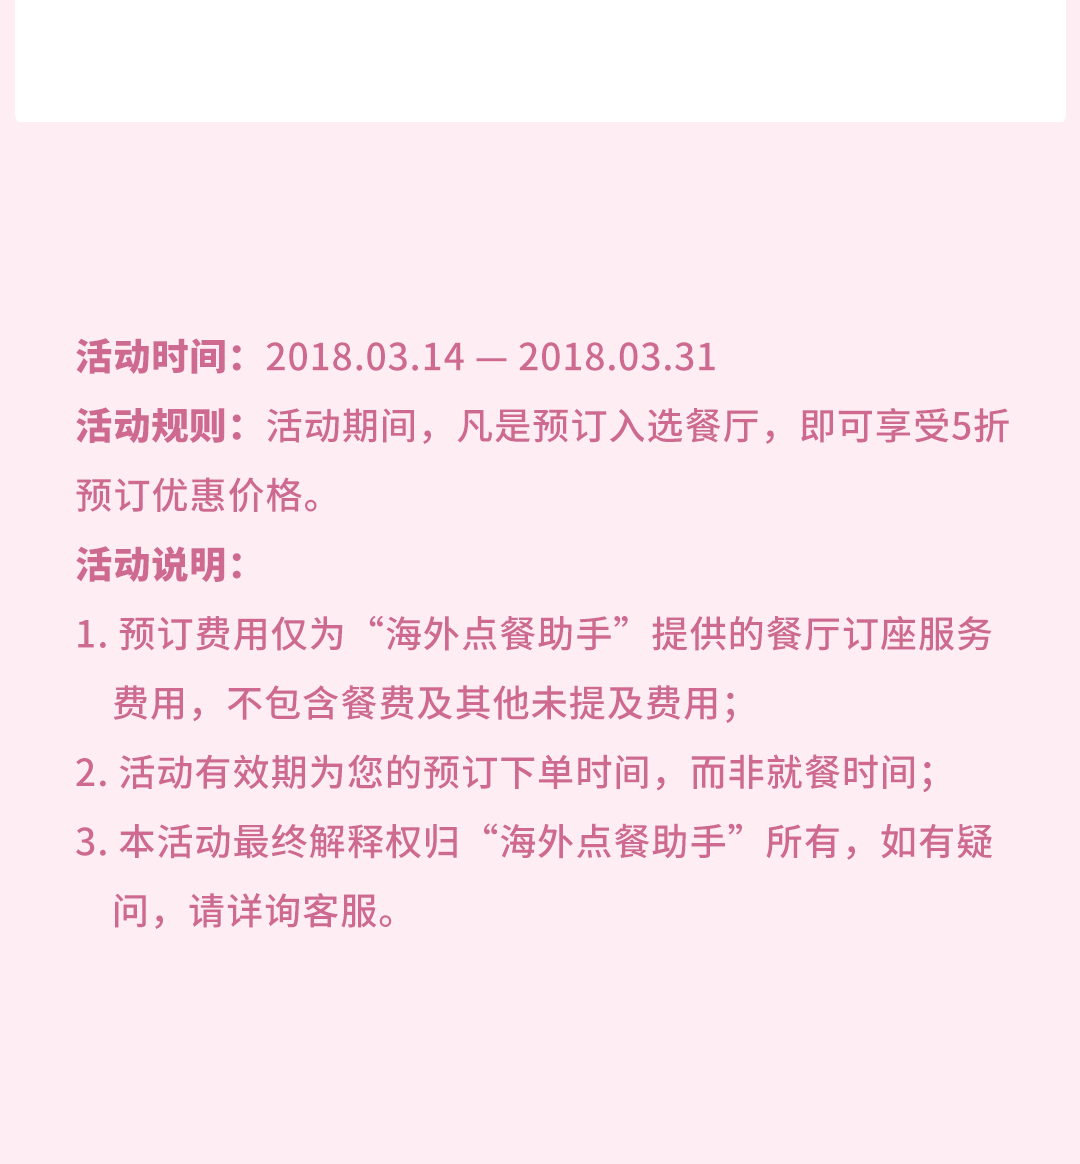 活动时间：2018.03.14 — 2018.03.31
活动规则：活动期间，凡是预订入选餐厅，即可享受5折
预订优惠价格。
活动说明：
1. 预订费用仅为“海外点餐助手”提供的餐厅订座服务
费用，不包含餐费及其他未提及费用；
2. 活动有效期为您的预订下单时间，而非就餐时间；
3. 本活动最终解释权归“海外点餐助手”所有，如有疑
问，请详询客服。